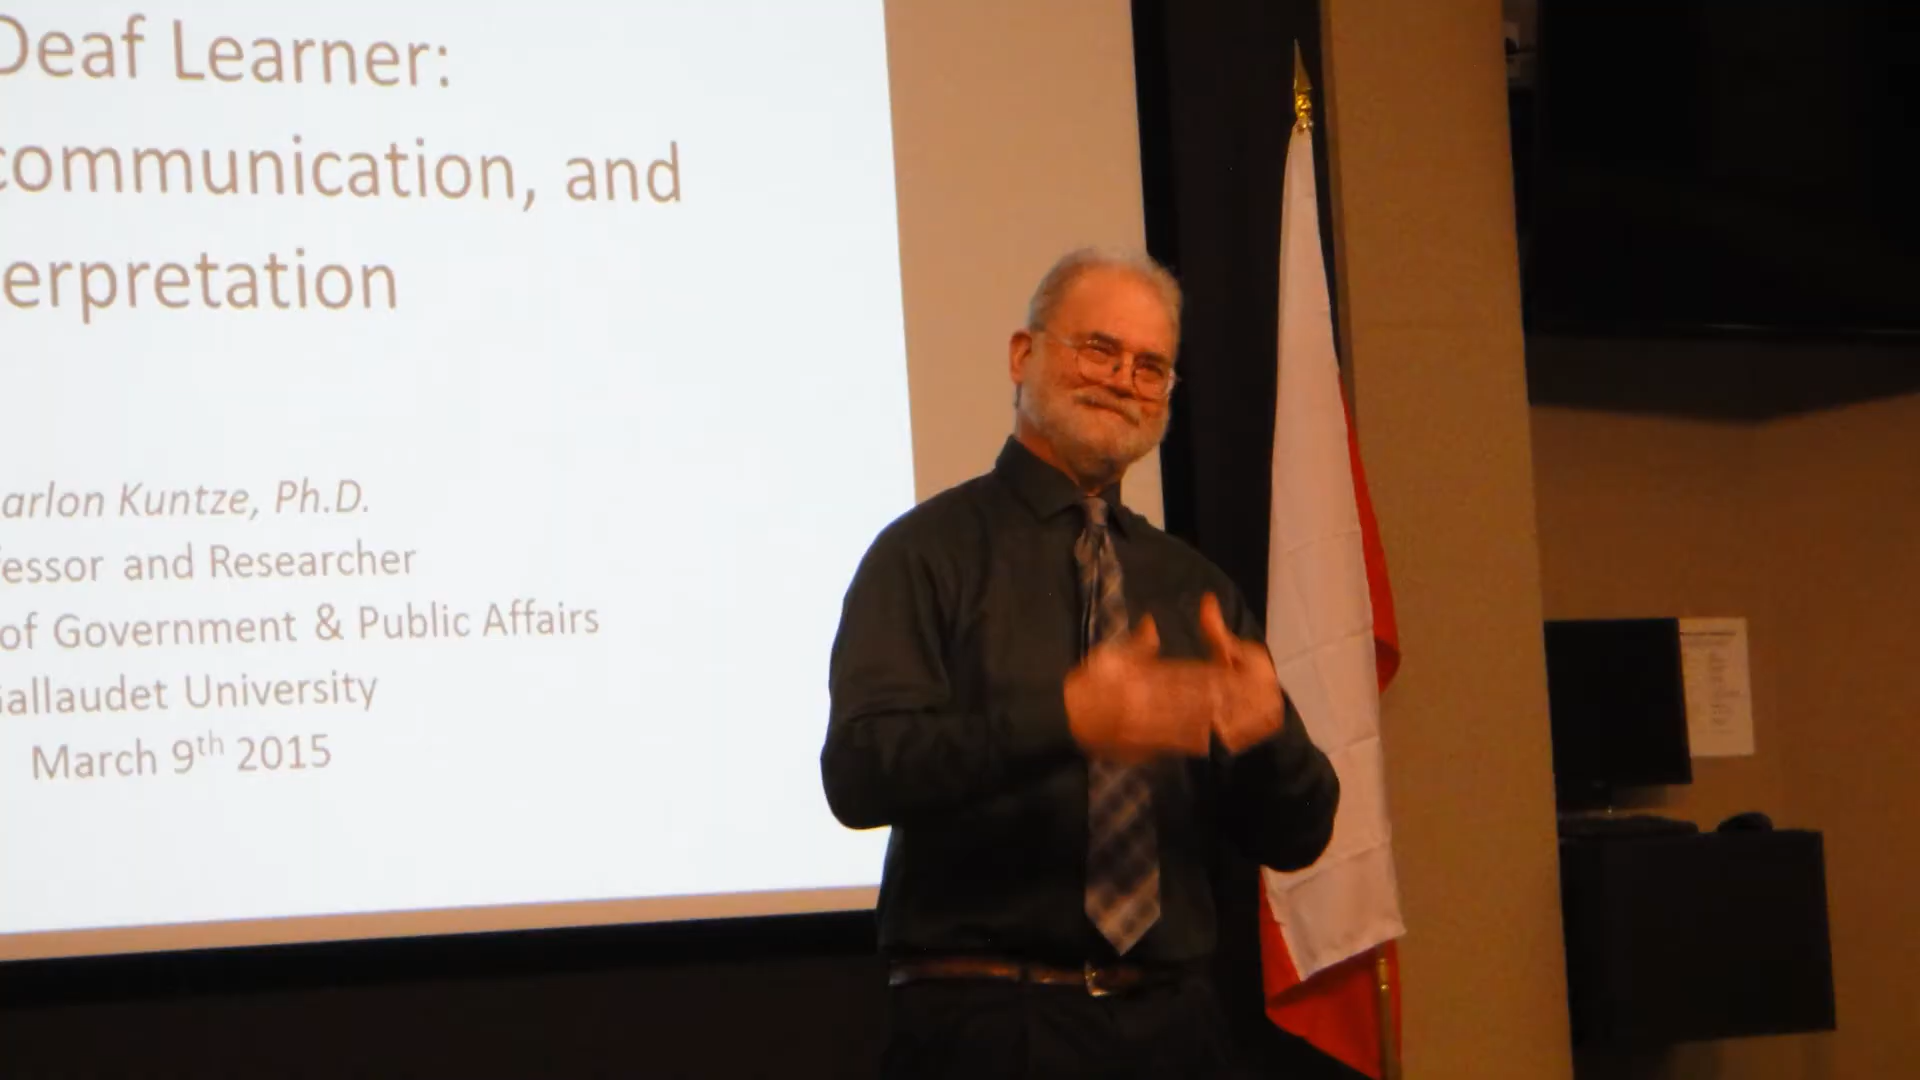 Deaf Learner:
communication, and
erpretation
arlon Kuntze, Ph.D.
fessor and Researcher
of Government & Public Affairs
allaudet University
March 9th 2015